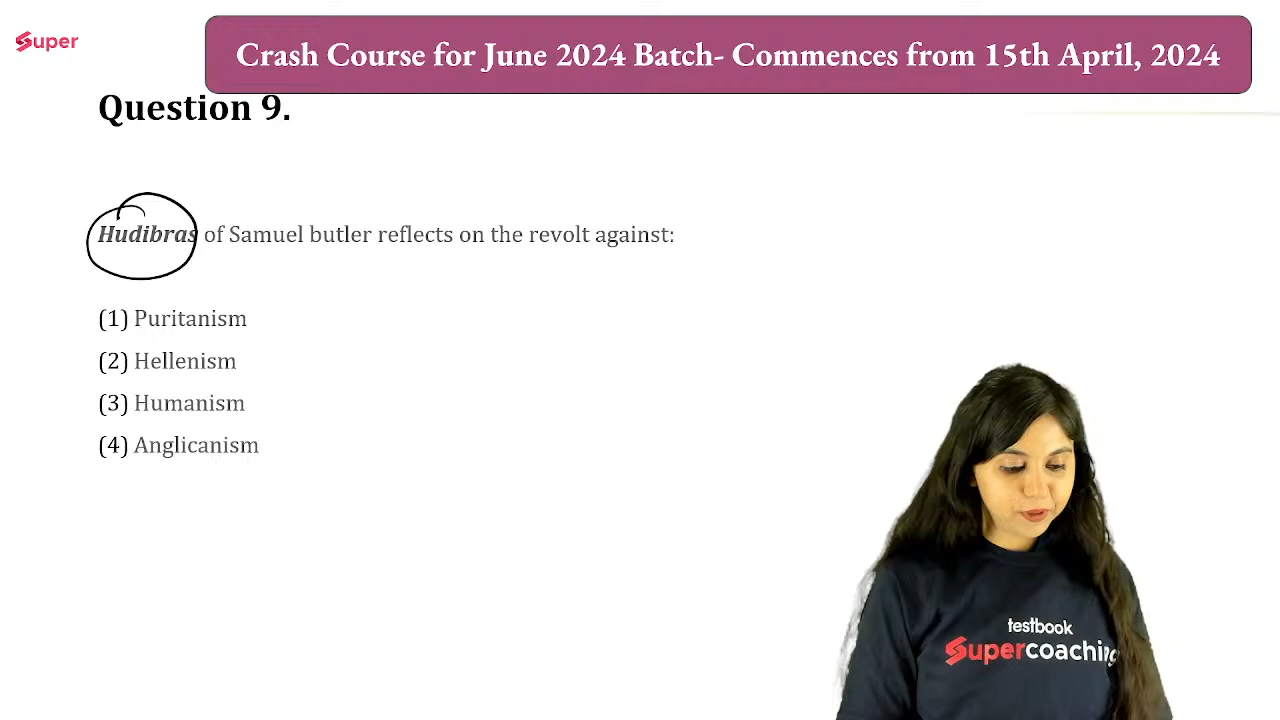 Super
Crash Course for June 2024 Batch- Commences from 15th April, 2024
Question 9.
Hudibras of Samuel butler reflects on the revolt against:
(1) Puritanism
(2) Hellenism
(3) Humanism
(4) Anglicanism
testbook
Supercoaching